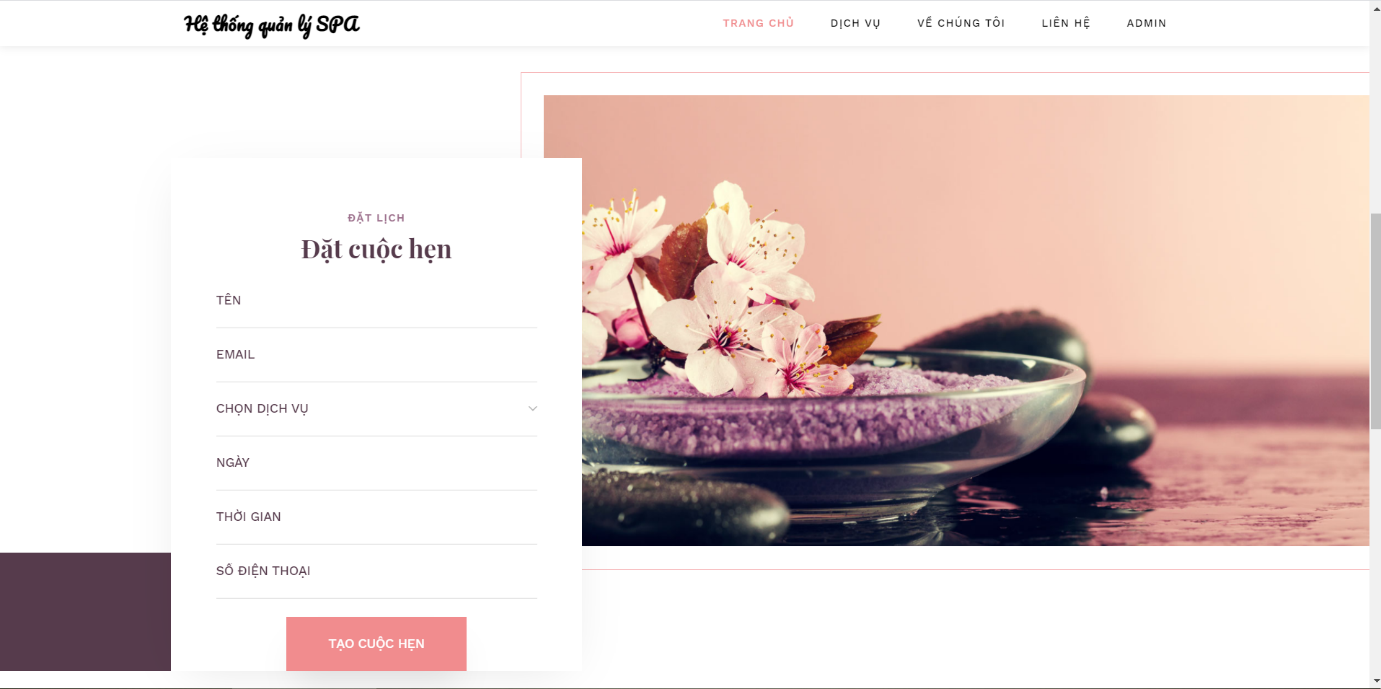 Hệ thống quản lý SPA
TRANG CHỦ
DỊCH VỤ
VỀ CHÚNG TÔI
LIÊN HỆ
ADMIN
ĐẶT LỊCH
Đặt cuộc hẹn
TÊN
EMAIL
CHỌN DỊCH VỤ
NGÀY
THỜI GIAN
SỐ ĐIỆN THOẠI
TẠO CUỘC HẸN